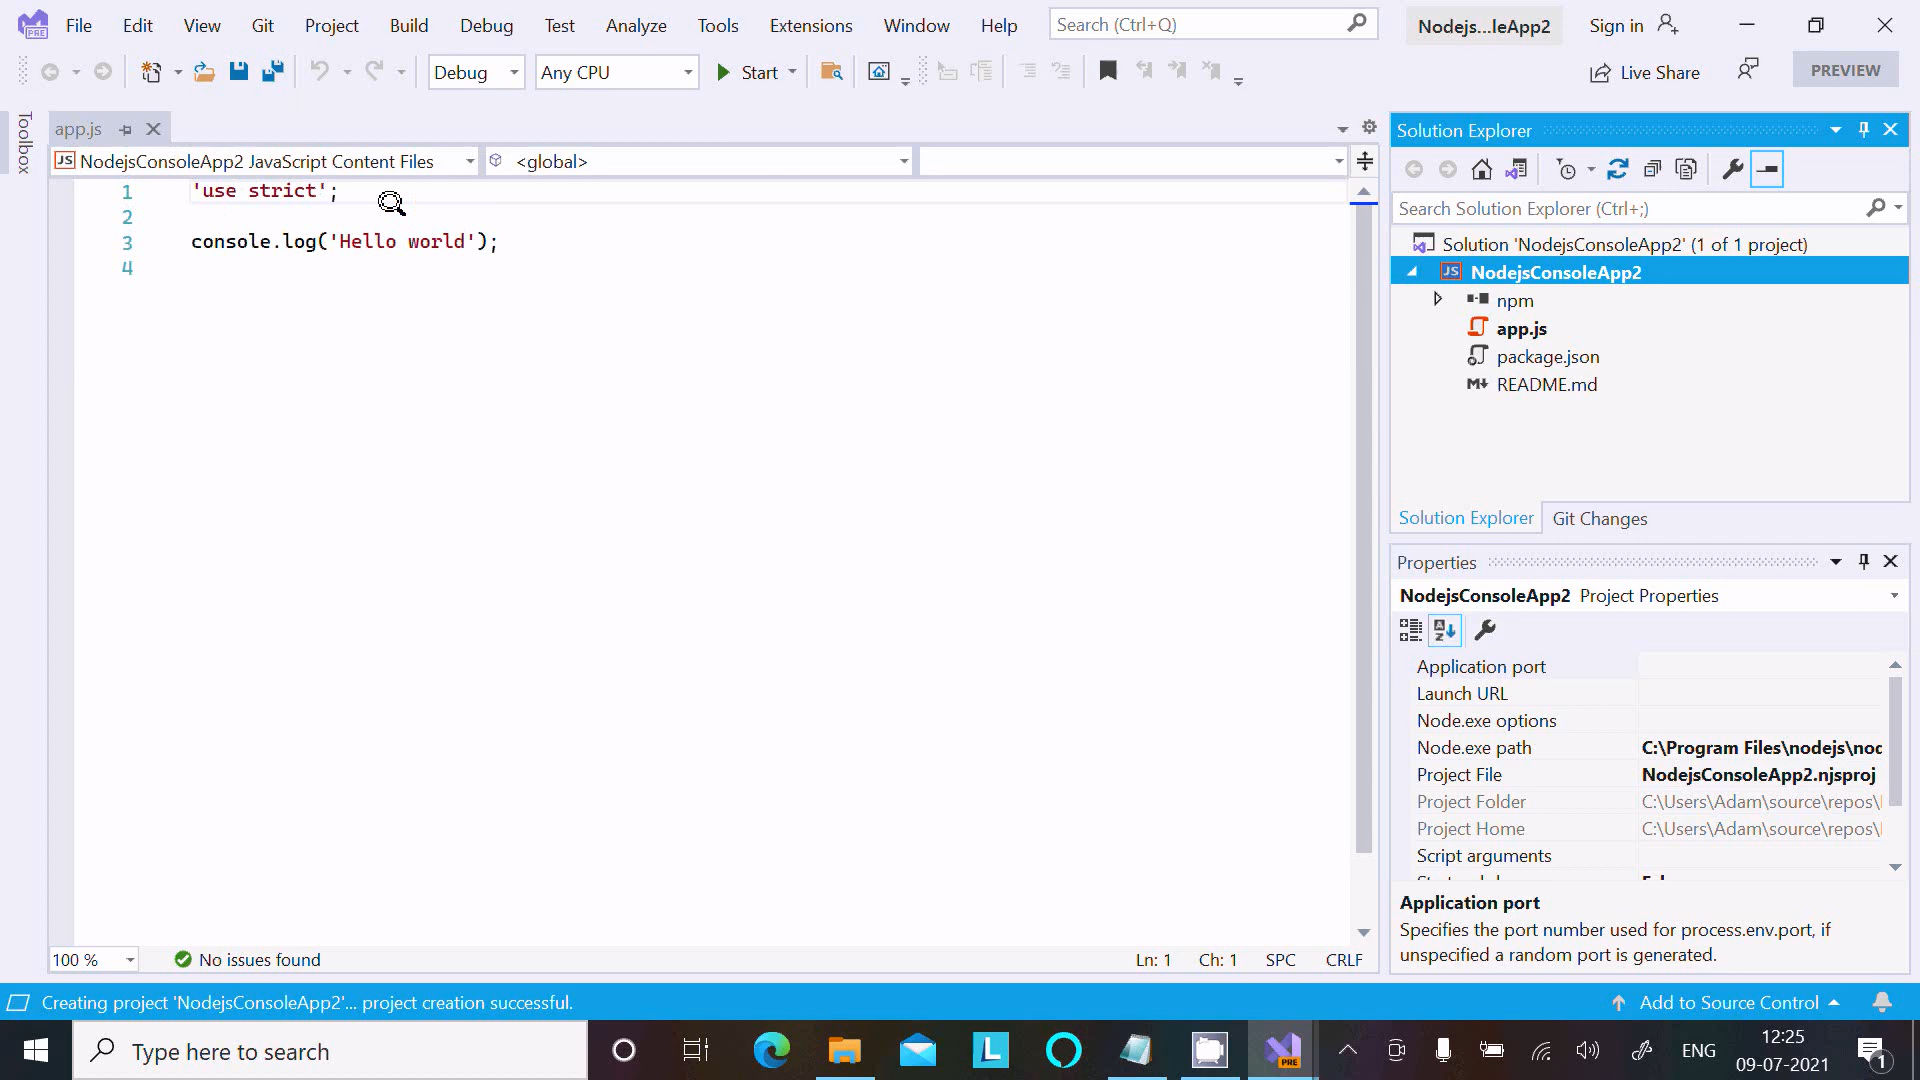 File Edit View Git Project Build Debug Test Analyze Tools Extensions Window Help Search (Ctrl+Q) Nodejs...leApp2 Sign in
PRE
Debug Any CPU Start Live Share PREVIEW
Toolbox
app.js
JS NodejsConsoleApp2 JavaScript Content Files <global>
1 'use strict';
2
3 console.log('Hello world');
4
100 % No issues found Ln: 1 Ch: 1 SPC CRLF
Solution Explorer
Search Solution Explorer (Ctrl+;)
Solution 'NodejsConsoleApp2' (1 of 1 project)
JS NodejsConsoleApp2
npm
app.js
package.json
README.md
Solution Explorer Git Changes
Properties
NodejsConsoleApp2 Project Properties
Application port
Launch URL
Node.exe options
Node.exe path C:\Program Files\nodejs\nod
Project File NodejsConsoleApp2.njsproj
Project Folder C:\Users\Adam\source\repos\
Project Home C:\Users\Adam\source\repos\
Script arguments
Application port
Specifies the port number used for process.env.port, if
unspecified a random port is generated.
Creating project 'NodejsConsoleApp2'... project creation successful. Add to Source Control
Type here to search L PRE ENG 12:25
09-07-2021
1